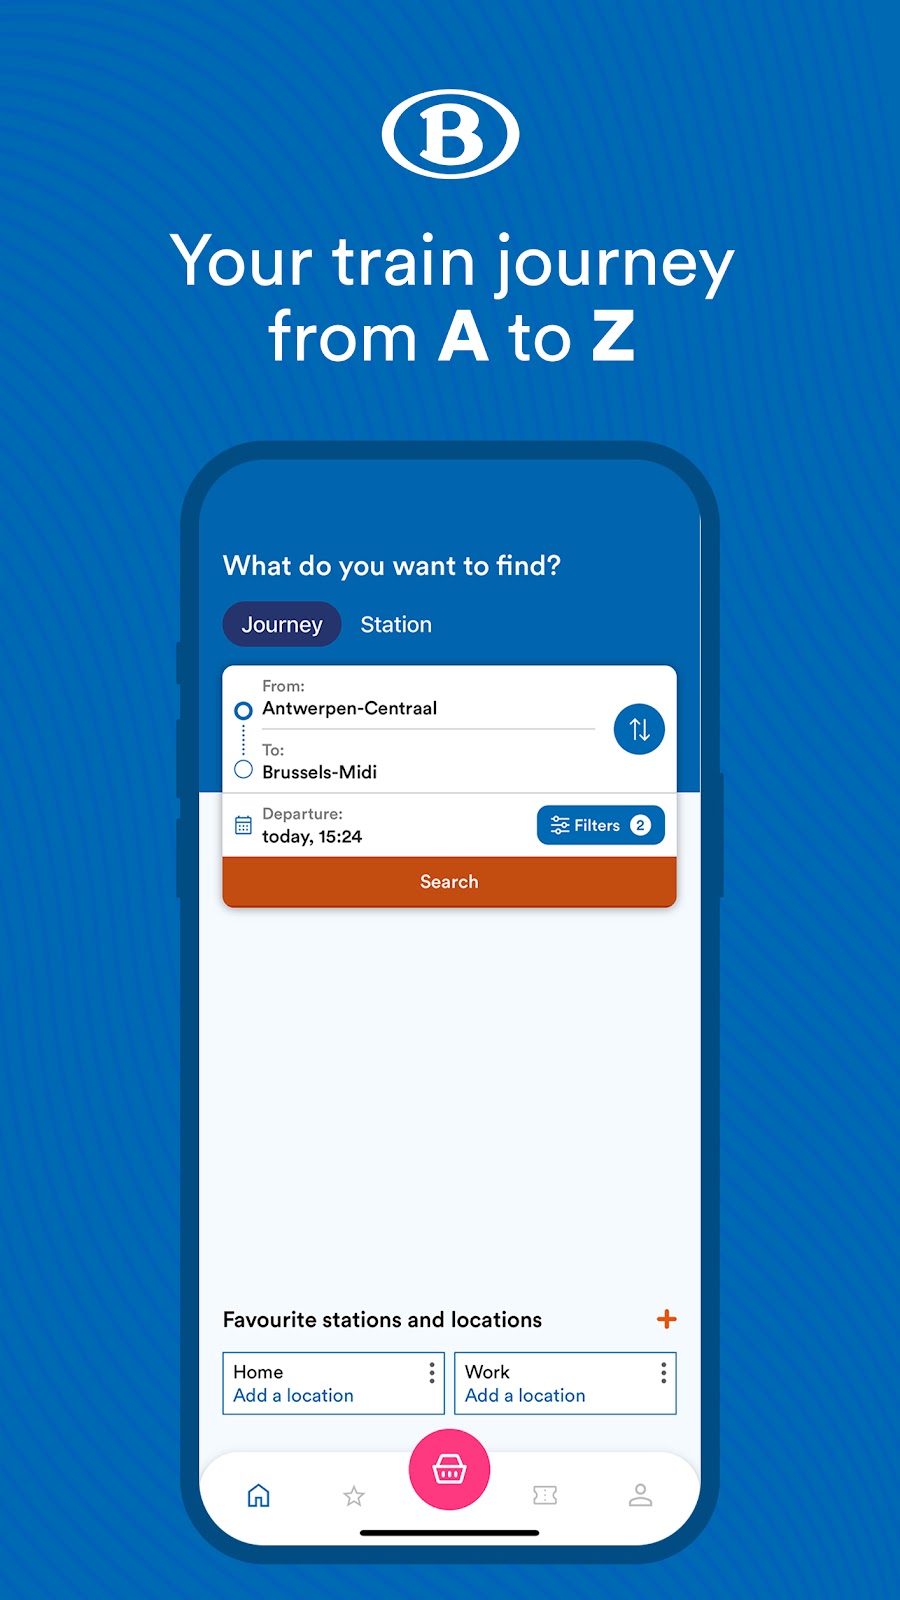 B
Your train journey
from A to Z
What do you want to find?
Journey Station
From:
Antwerpen-Centraal
To:
Brussels-Midi
Departure:
today, 15:24
Filters 2
Search
Favourite stations and locations
Home
Add a location
Work
Add a location